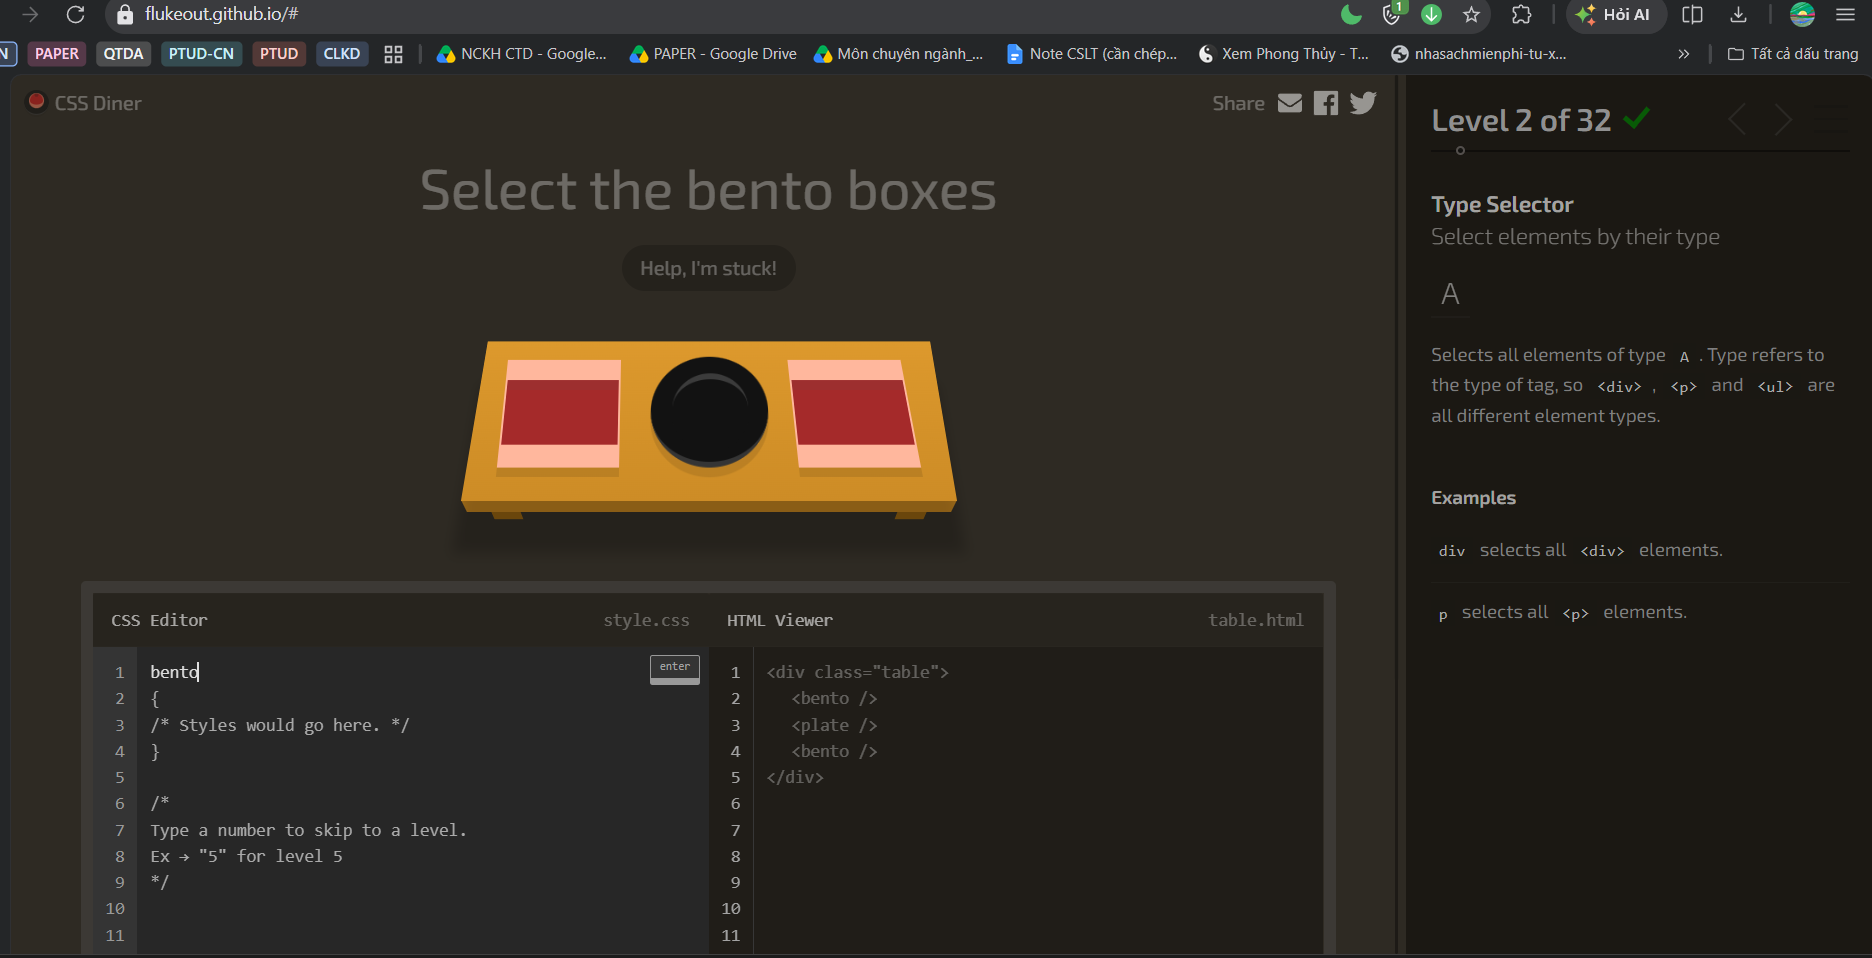 flukeout.github.io/#
1
Hỏi AI
N PAPER QTDA PTUD-CN PTUD CLKD NCKH CTD - Google... PAPER - Google Drive Môn chuyên ngành_... Note CSLT (cần chép... Xem Phong Thủy - T... nhasachmienphi-tu-x... » Tất cả dấu trang
CSS Diner
Share
Select the bento boxes
Help, I'm stuck!
CSS Editor style.css
enter
1 bento
2 {
3 /* Styles would go here. */
4 }
5
6 /*
7 Type a number to skip to a level.
8 Ex → "5" for level 5
9 */
10
11
HTML Viewer table.html
1 <div class="table">
2 <bento />
3 <plate />
4 <bento />
5 </div>
6
7
8
9
10
11
Level 2 of 32
Type Selector
Select elements by their type
A
Selects all elements of type A . Type refers to
the type of tag, so <div> , <p> and <ul> are
all different element types.
Examples
div selects all <div> elements.
p selects all <p> elements.